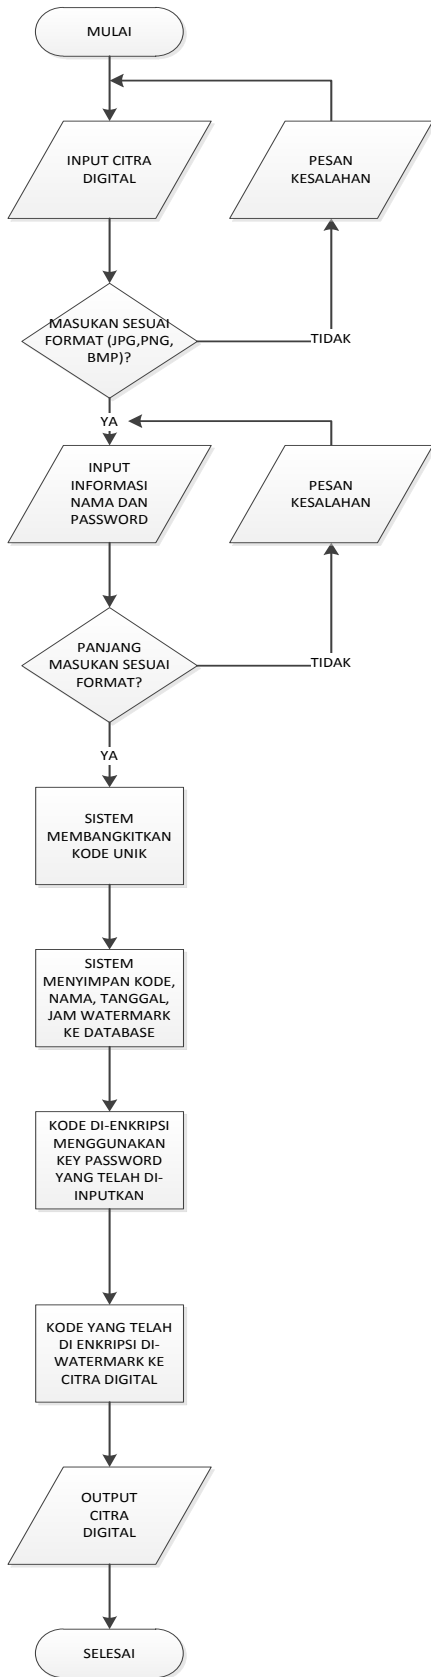 MULAI
INPUT CITRA
DIGITAL
PESAN
KESALAHAN
MASUKAN SESUAI
FORMAT (JPG,PNG,
BMP)?
TIDAK
YA
INPUT
INFORMASI
NAMA DAN
PASSWORD
PESAN
KESALAHAN
PANJANG
MASUKAN SESUAI
FORMAT?
TIDAK
YA
SISTEM
MEMBANGKITKAN
KODE UNIK
SISTEM
MENYIMPAN KODE,
NAMA, TANGGAL,
JAM WATERMARK
KE DATABASE
KODE DI-ENKRIPSI
MENGGUNAKAN
KEY PASSWORD
YANG TELAH DI-
INPUTKAN
KODE YANG TELAH
DI ENKRIPSI DI-
WATERMARK KE
CITRA DIGITAL
OUTPUT
CITRA
DIGITAL
SELESAI